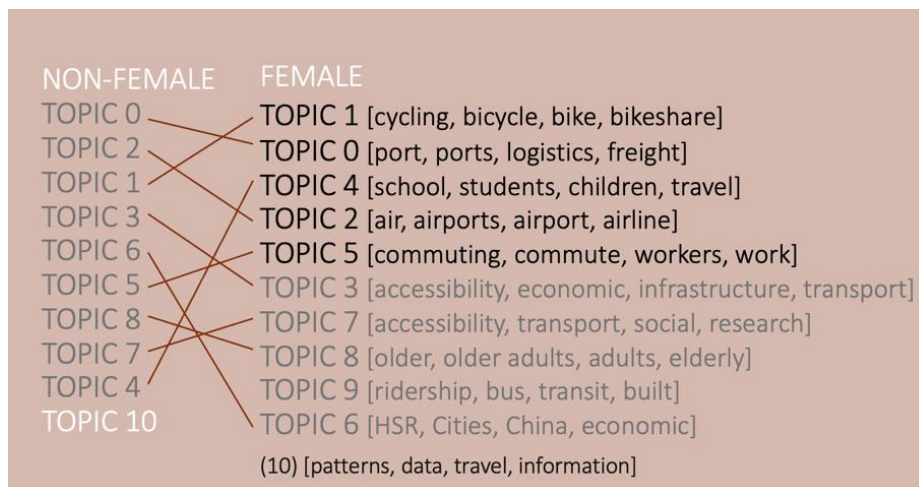 NON-FEMALE
TOPIC 0
TOPIC 2
TOPIC 1
TOPIC 3
TOPIC 6
TOPIC 5
TOPIC 8
TOPIC 7
TOPIC 4
TOPIC 10
FEMALE
TOPIC 1 [cycling, bicycle, bike, bikeshare]
TOPIC 0 [port, ports, logistics, freight]
TOPIC 4 [school, students, children, travel]
TOPIC 2 [air, airports, airport, airline]
TOPIC 5 [commuting, commute, workers, work]
TOPIC 3 [accessibility, economic, infrastructure, transport]
TOPIC 7 [accessibility, transport, social, research]
TOPIC 8 [older, older adults, adults, elderly]
TOPIC 9 [ridership, bus, transit, built]
TOPIC 6 [HSR, Cities, China, economic]
(10) [patterns, data, travel, information]